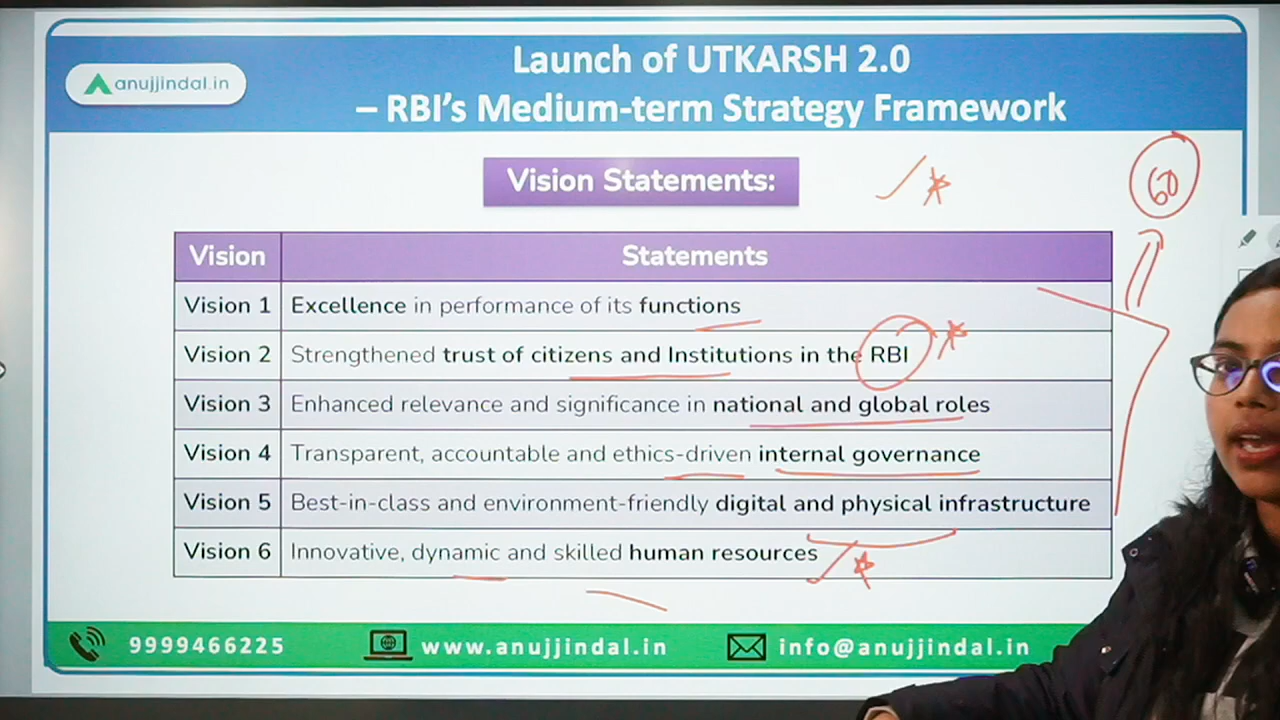 Launch of UTKARSH 2.0
anujjindal.in
– RBI's Medium-term Strategy Framework
Vision Statements:
60
Vision Statements
Vision 1 Excellence in performance of its functions
Vision 2 Strengthened trust of citizens and Institutions in the RBI
Vision 3 Enhanced relevance and significance in national and global roles
Vision 4 Transparent, accountable and ethics-driven internal governance
Vision 5 Best-in-class and environment-friendly digital and physical infrastructure
Vision 6 Innovative, dynamic and skilled human resources
9999466225 www.anujjindal.in info@anujjindal.in